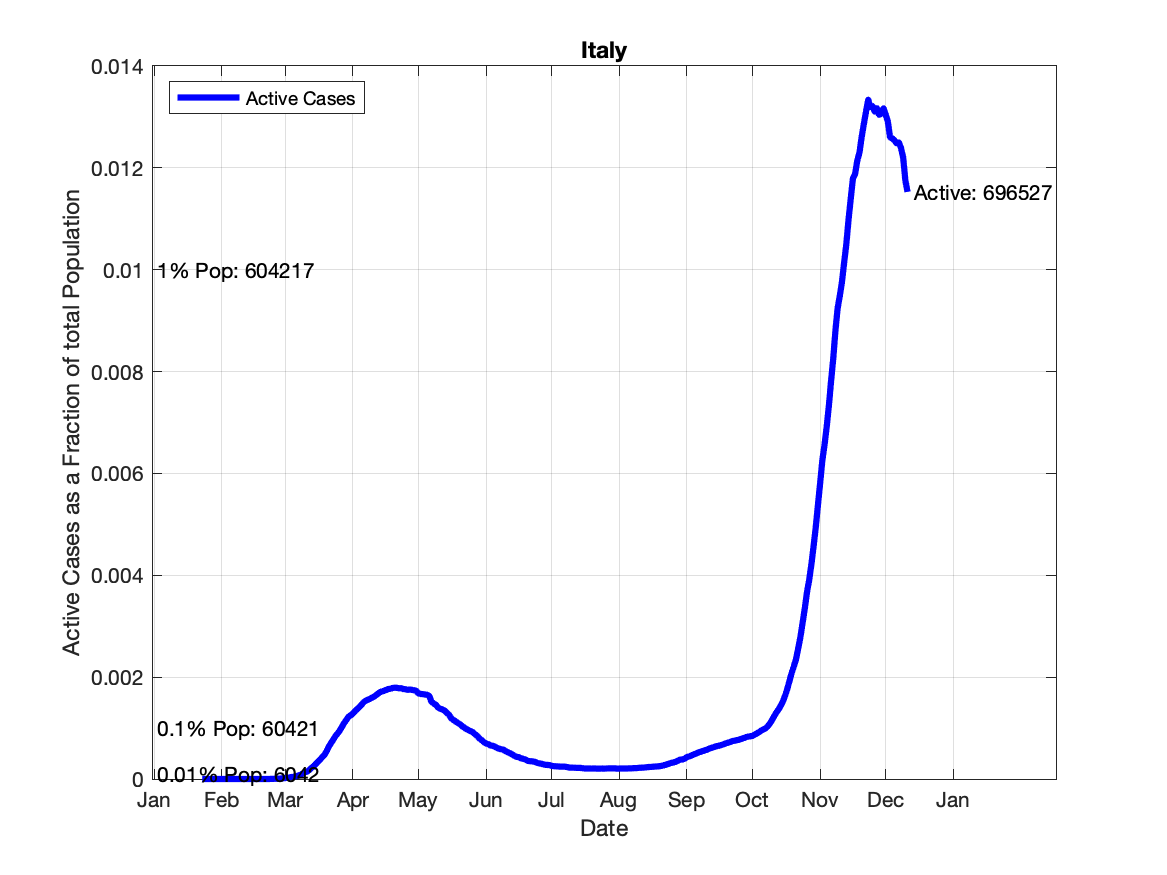 Italy
0.014
Active Cases
0.012
Active: 696527
0.01
1% Pop: 604217
0.008
0.006
0.004
0.002
0.1% Pop: 60421
0
0.01% Pop: 6042
Jan Feb Mar Apr May Jun Jul Aug Sep Oct Nov Dec Jan
Date
Active Cases as a Fraction of total Population